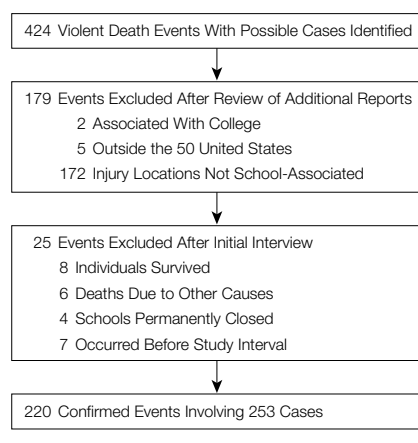 424 Violent Death Events With Possible Cases Identified
179 Events Excluded After Review of Additional Reports
2 Associated With College
5 Outside the 50 United States
172 Injury Locations Not School-Associated
25 Events Excluded After Initial Interview
8 Individuals Survived
6 Deaths Due to Other Causes
4 Schools Permanently Closed
7 Occurred Before Study Interval
220 Confirmed Events Involving 253 Cases